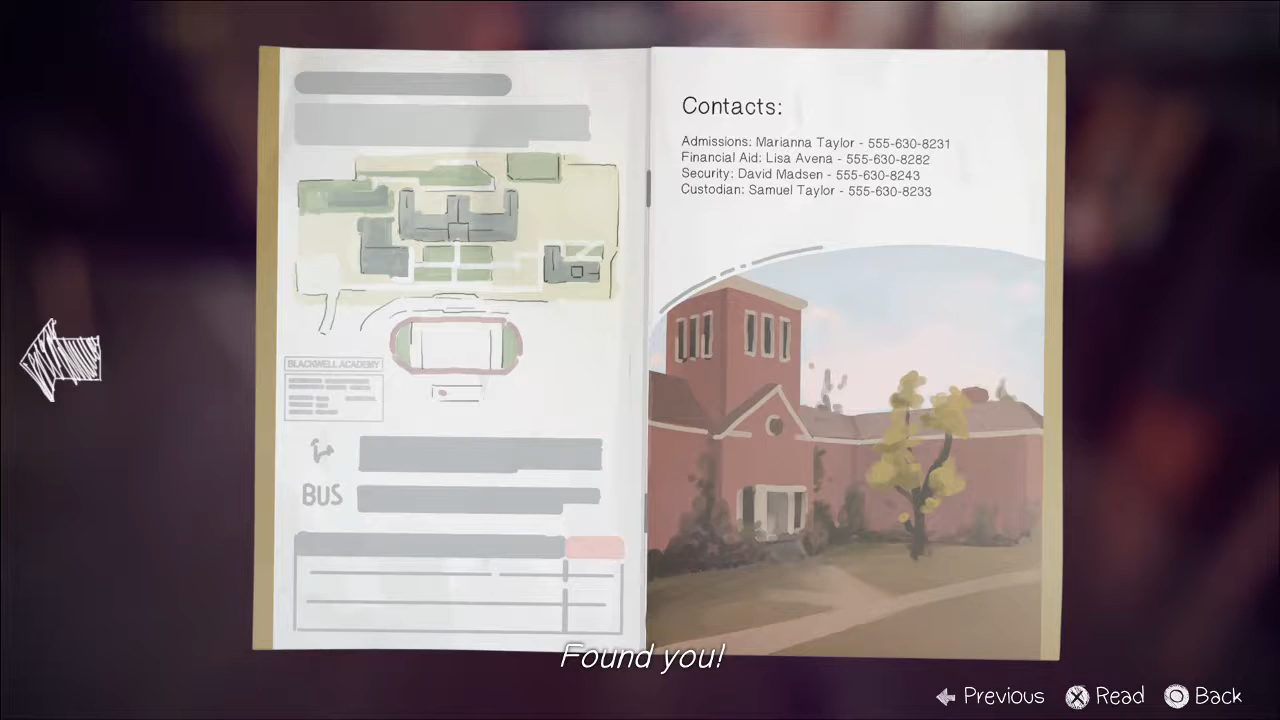 BLACKWELL ACADEMY
BUS
Contacts:
Admissions: Marianna Taylor - 555-630-8231
Financial Aid: Lisa Avena - 555-630-8282
Security: David Madsen - 555-630-8243
Custodian: Samuel Taylor - 555-630-8233
Found you!
Previous
Read
Back